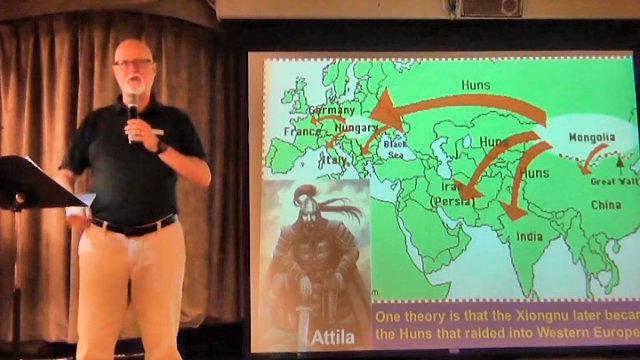 Huns
Germany
France
Hungary
Italy
Black
Sea
Huns
Huns
Iran
(Persia)
India
Mongolia
Great Wall
China
Attila
One theory is that the Xiongnu later
the Huns that raided into Western Europe